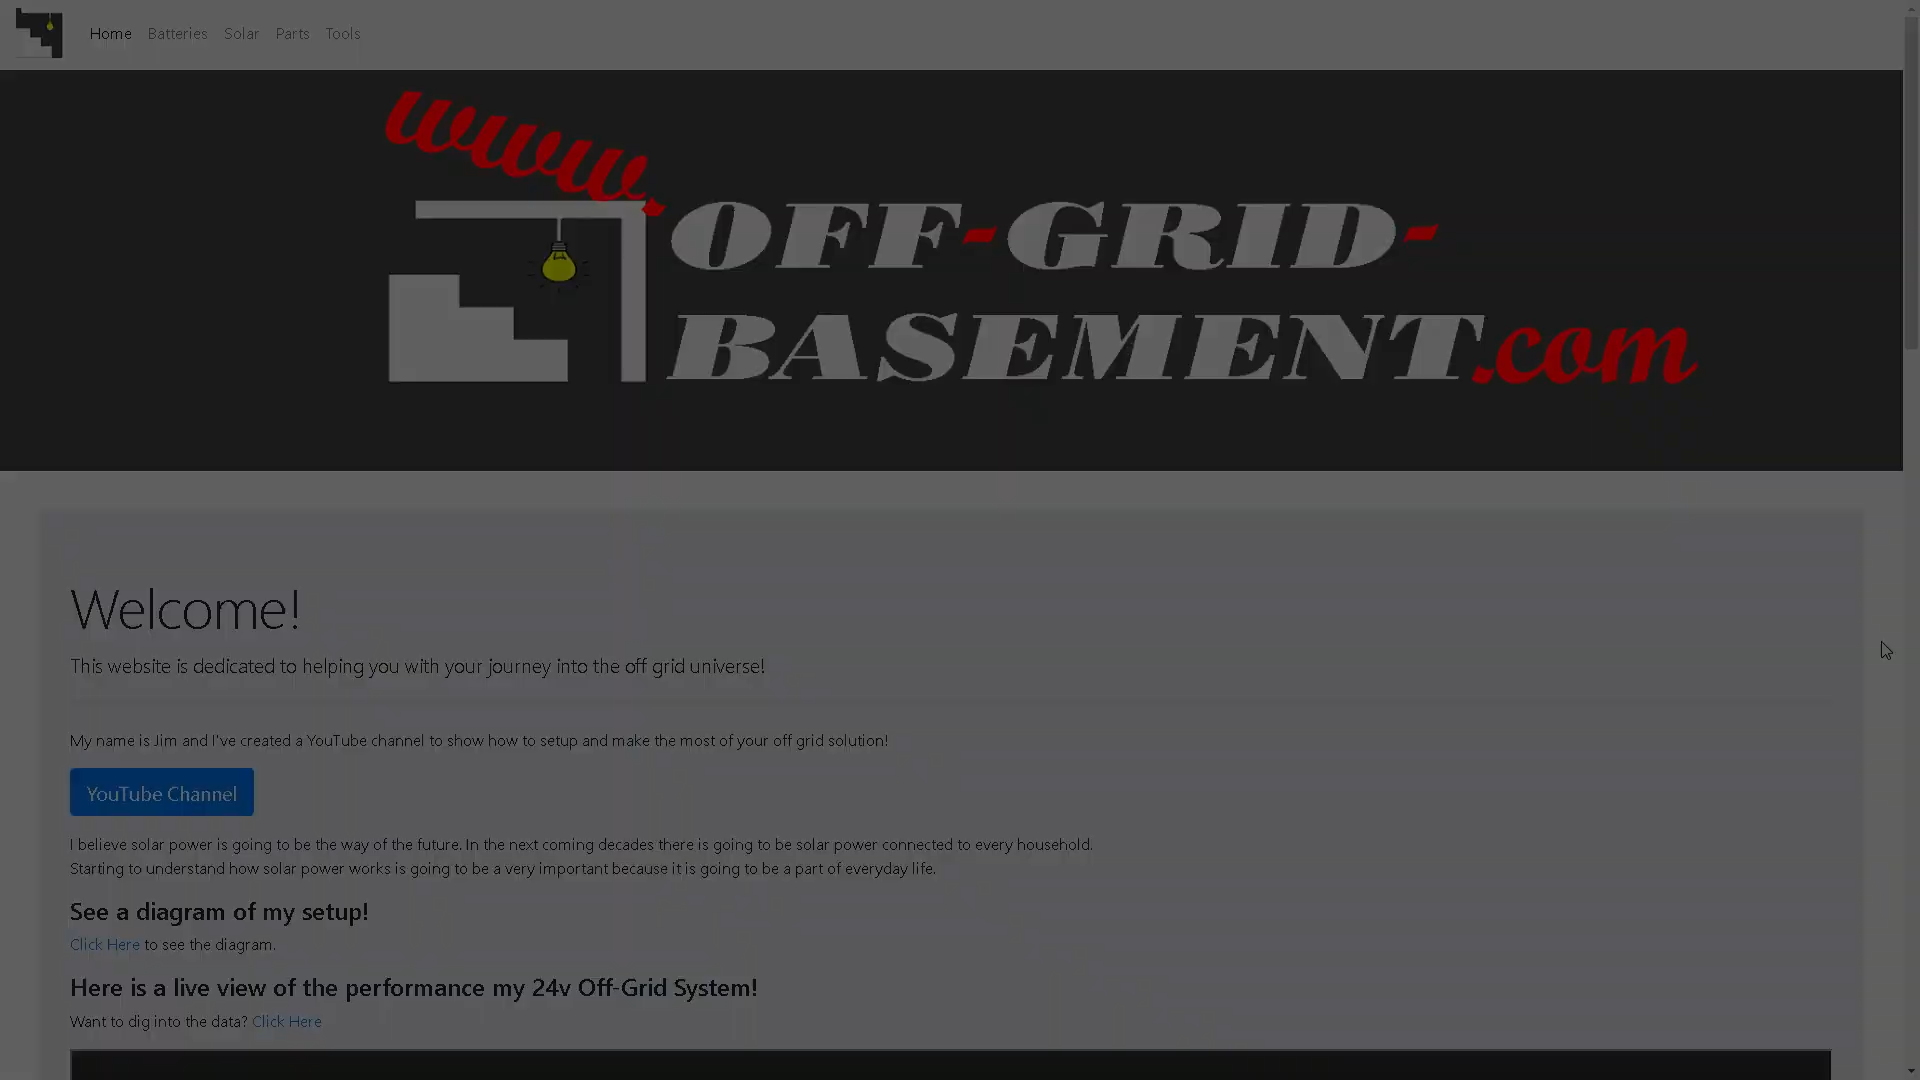 Home Batteries Solar Parts Tools
www.
OFF-GRID-
BASEMENT.com
Welcome!
This website is dedicated to helping you with your journey into the off grid universe!
My name is Jim and I've created a YouTube channel to show how to setup and make the most of your off grid solution!
YouTube Channel
I believe solar power is going to be the way of the future. In the next coming decades there is going to be solar power connected to every household.
Starting to understand how solar power works is going to be a very important because it is going to be a part of everyday life.
See a diagram of my setup!
Click Here to see the diagram.
Here is a live view of the performance my 24v Off-Grid System!
Want to dig into the data? Click Here